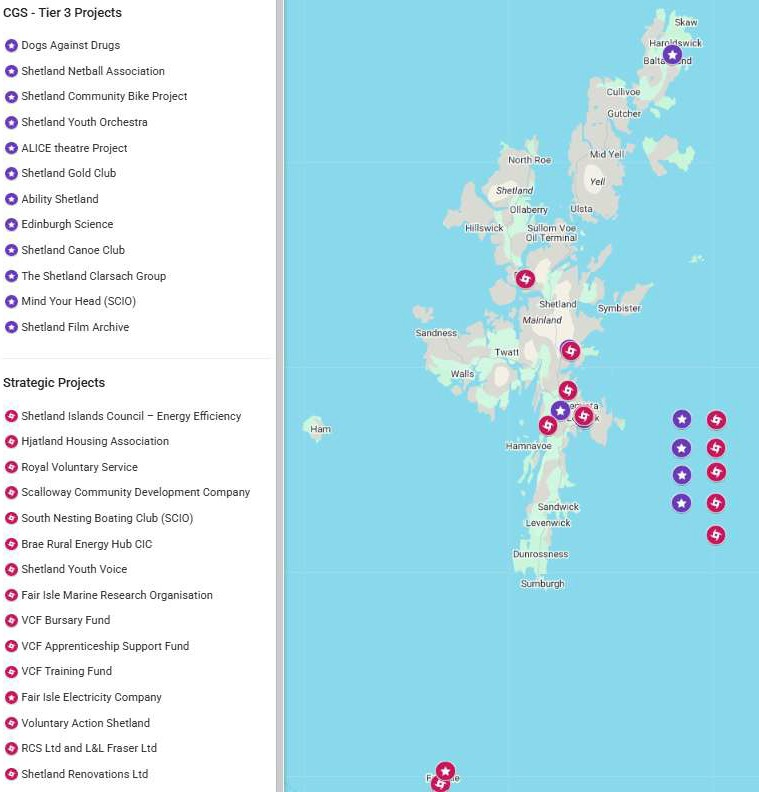 CGS - Tier 3 Projects
Dogs Against Drugs
Shetland Netball Association
Shetland Community Bike Project
Shetland Youth Orchestra
ALICE theatre Project
Shetland Gold Club
Ability Shetland
Edinburgh Science
Shetland Canoe Club
The Shetland Clarsach Group
Mind Your Head (SCIO)
Shetland Film Archive
Strategic Projects
Shetland Islands Council – Energy Efficiency
Hjatland Housing Association
Royal Voluntary Service
Scalloway Community Development Company
South Nesting Boating Club (SCIO)
Brae Rural Energy Hub CIC
Shetland Youth Voice
Fair Isle Marine Research Organisation
VCF Bursary Fund
VCF Apprenticeship Support Fund
VCF Training Fund
Fair Isle Electricity Company
Voluntary Action Shetland
RCS Ltd and L&L Fraser Ltd
Shetland Renovations Ltd
Skaw
Haroldswick
Cullivoe
Gutcher
Mid Yell
North Roe
Yell
Shetland
Ollaberry
Ulsta
Hillswick
Sullom Voe
Oil Terminal
Shetland
Symbister
Mainland
Sandness
Twatt
Walls
Ham
Hamnavoe
Sandwick
Levenwick
Dunrossness
Sumburgh